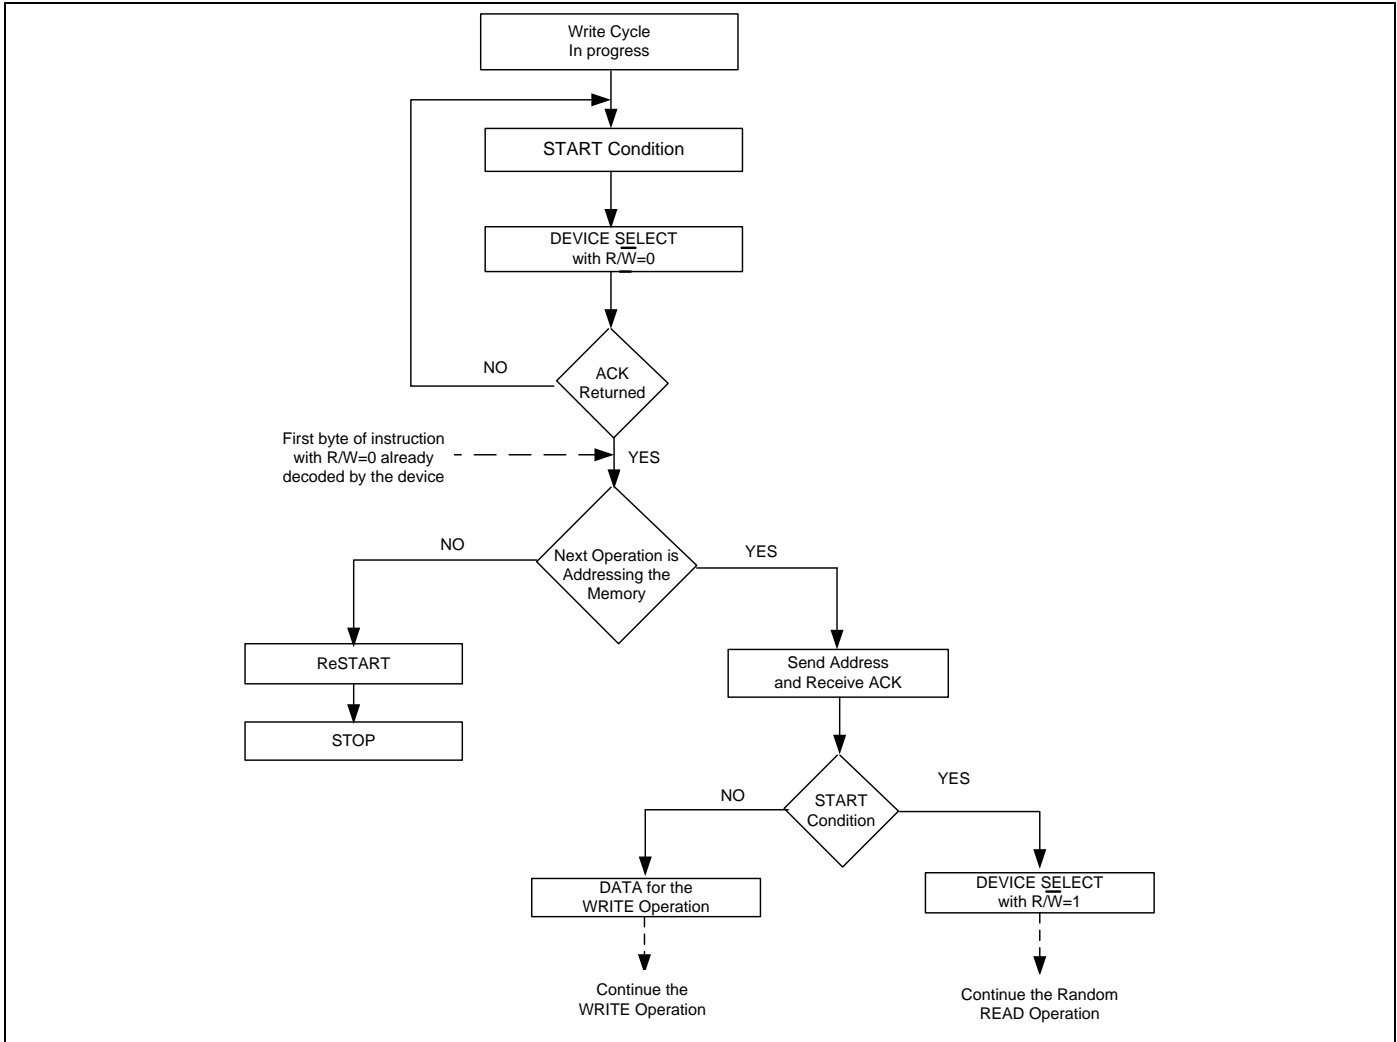 Write Cycle
In progress
START Condition
DEVICE SELECT
with R/W=0
NO
ACK
Returned
First byte of instruction
with R/W=0 already
decoded by the device
YES
NO
YES
Next Operation is
Addressing the
Memory
ReSTART
Send Address
and Receive ACK
STOP
NO
YES
START
Condition
DATA for the
WRITE Operation
DEVICE SELECT
with R/W=1
Continue the
WRITE Operation
Continue the Random
READ Operation